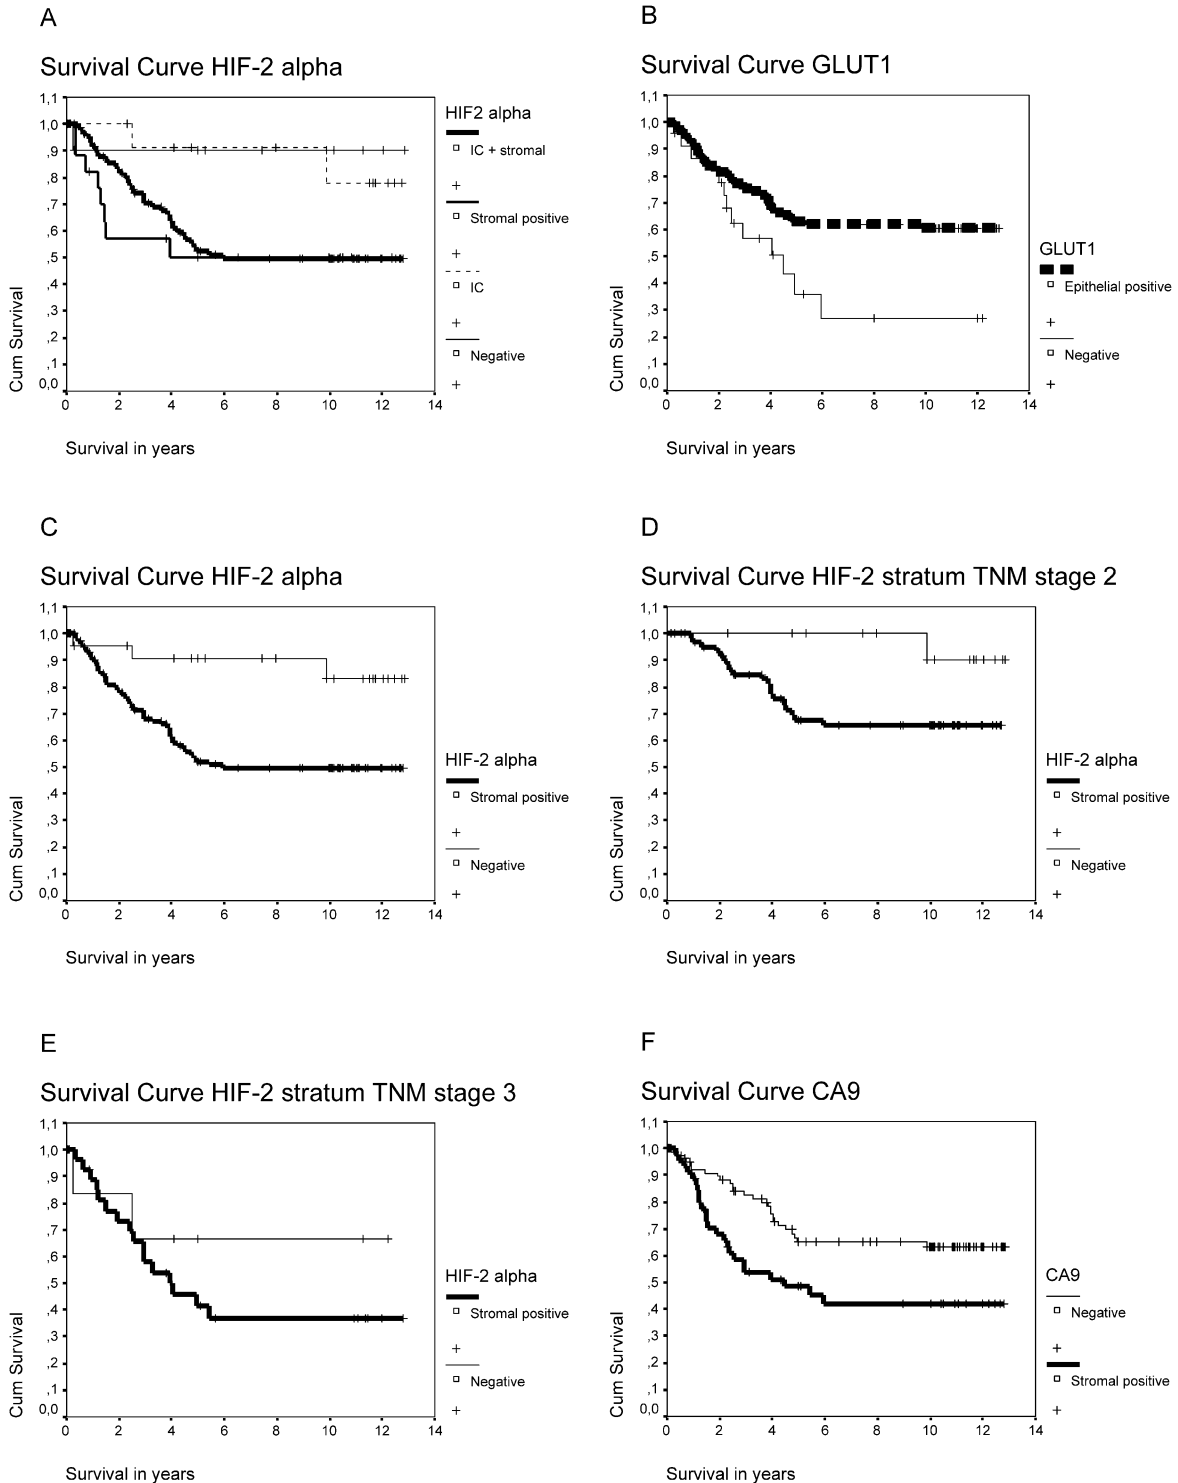 A
Survival Curve HIF-2 alpha
1,1
1,0
,9
,8
,7
,6
,5
,4
,3
,2
,1
0,0
Cum Survival
0 2 4 6 8 10 12 14
Survival in years
HIF2 alpha
IC + stromal
Stromal positive
IC
Negative
B
Survival Curve GLUT1
1,1
1,0
,9
,8
,7
,6
,5
,4
,3
,2
,1
0,0
Cum Survival
0 2 4 6 8 10 12 14
Survival in years
GLUT1
Epithelial positive
Negative
C
Survival Curve HIF-2 alpha
1,1
1,0
,9
,8
,7
,6
,5
,4
,3
,2
,1
0,0
Cum Survival
0 2 4 6 8 10 12 14
Survival in years
HIF-2 alpha
Stromal positive
Negative
D
Survival Curve HIF-2 stratum TNM stage 2
1,1
1,0
,9
,8
,7
,6
,5
,4
,3
,2
,1
0,0
Cum Survival
0 2 4 6 8 10 12 14
Survival in years
HIF-2 alpha
Stromal positive
Negative
E
Survival Curve HIF-2 stratum TNM stage 3
1,1
1,0
,9
,8
,7
,6
,5
,4
,3
,2
,1
0,0
Cum Survival
0 2 4 6 8 10 12 14
Survival in years
HIF-2 alpha
Stromal positive
Negative
F
Survival Curve CA9
1,1
1,0
,9
,8
,7
,6
,5
,4
,3
,2
,1
0,0
Cum Survival
0 2 4 6 8 10 12 14
Survival in years
CA9
Negative
Stromal positive